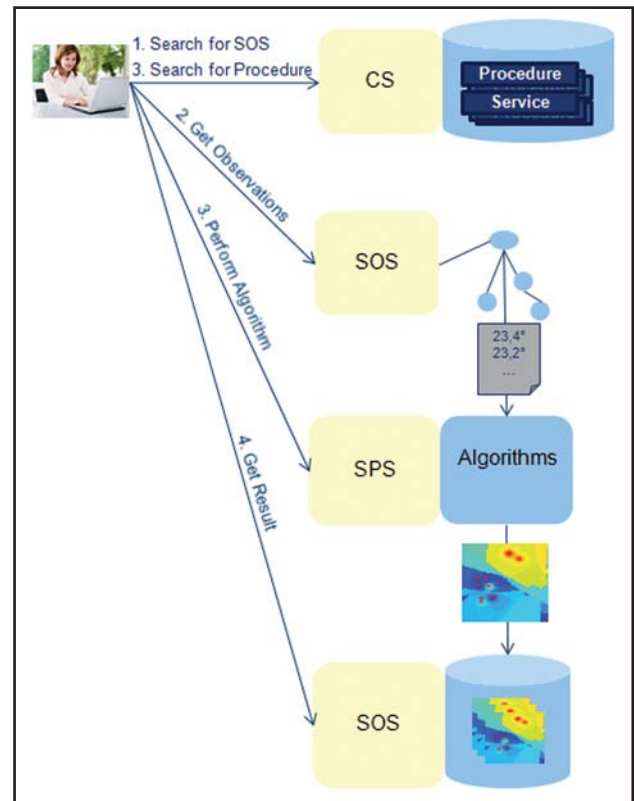 1. Search for SOS
3. Search for Procedure
CS
Procedure
Service
2. Get Observations
SOS
3. Perform Algorithm
23,4°
23,2°
...
SPS
Algorithms
4. Get Result
SOS